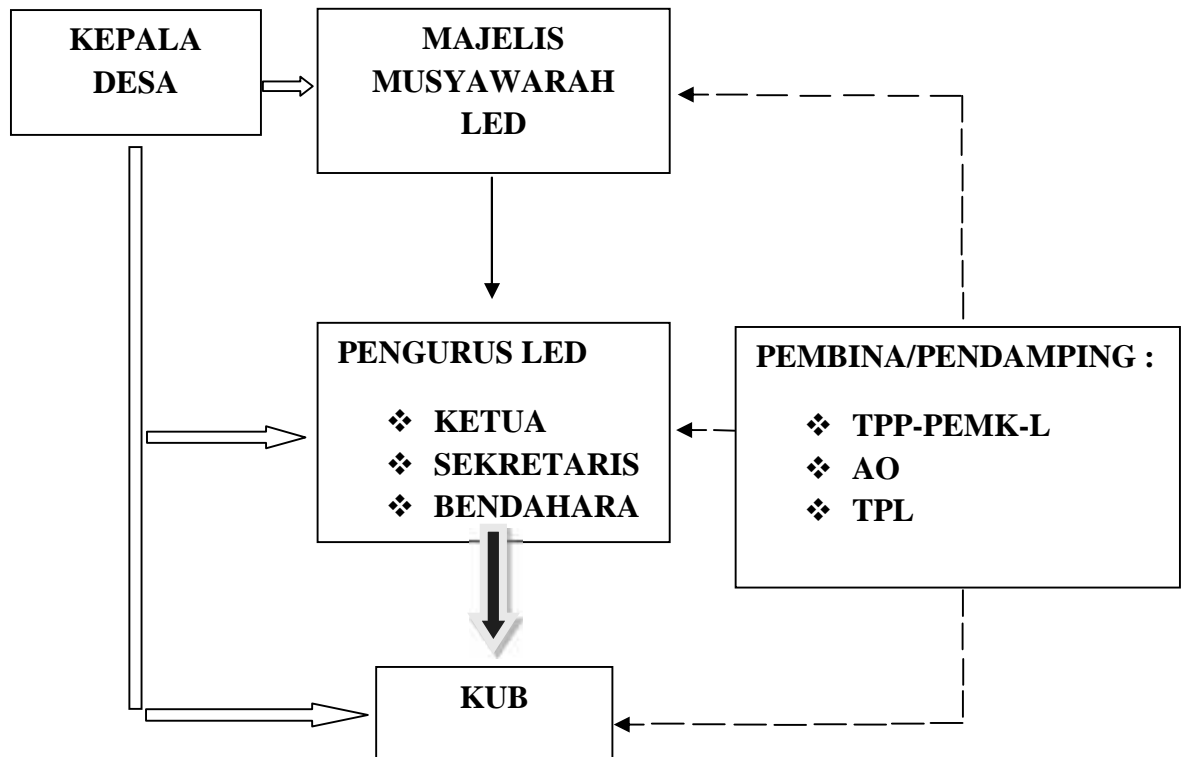 KEPALA
DESA
MAJELIS
MUSYAWARAH
LED
PENGURUS LED
❖ KETUA
❖ SEKRETARIS
❖ BENDAHARA
PEMBINA/PENDAMPING :
❖ TPP-PEMK-L
❖ AO
❖ TPL
KUB